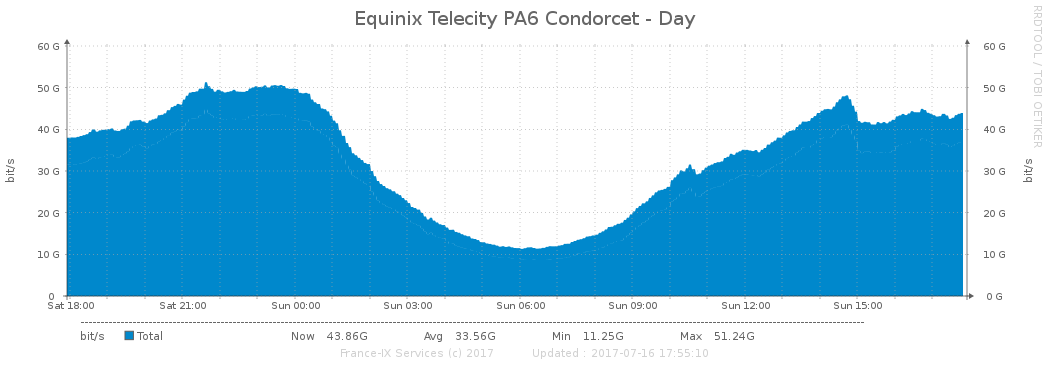 Equinix Telecity PA6 Condorcet - Day
RRDTOOL / TOBI OETIKER
bit/s
60 G
50 G
40 G
30 G
20 G
10 G
0
60 G
50 G
40 G
30 G
20 G
10 G
0 G
bit/s
Sat 18:00 Sat 21:00 Sun 00:00 Sun 03:00 Sun 06:00 Sun 09:00 Sun 12:00 Sun 15:00
bit/s Total Now 43.86G Avg 33.56G Min 11.25G Max 51.24G
France-IX Services (c) 2017 Updated : 2017-07-16 17:55:10